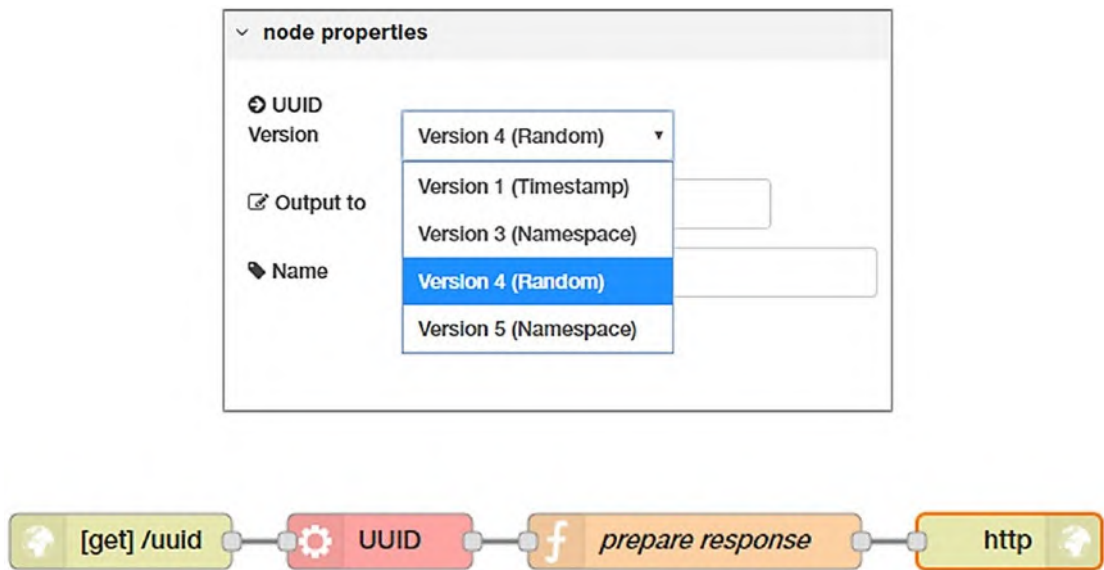 node properties
UUID
Version
Version 4 (Random)
Version 1 (Timestamp)
Output to
Version 3 (Namespace)
Name
Version 4 (Random)
Version 5 (Namespace)
[get] /uuid
UUID
prepare response
http